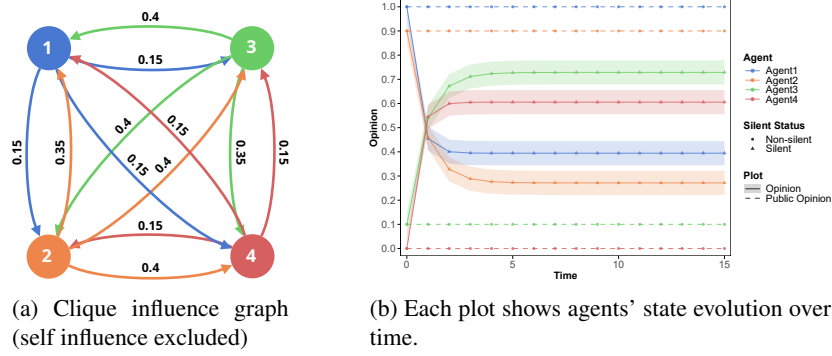 0.4
1
3
0.15
0.15
0.35
0.4
0.15
0.15
0.4
0.35
0.15
0.15
2
4
0.4
(a) Clique influence graph
(self influence excluded)
1.0
0.9
0.8
0.7
0.6
0.5
0.4
0.3
0.2
0.1
0.0
Opinion
0
5
10
15
Time
Agent
Agent1
Agent2
Agent3
Agent4
Silent Status
Non-silent
Silent
Plot
Opinion
Public Opinion
(b) Each plot shows agents' state evolution over
time.